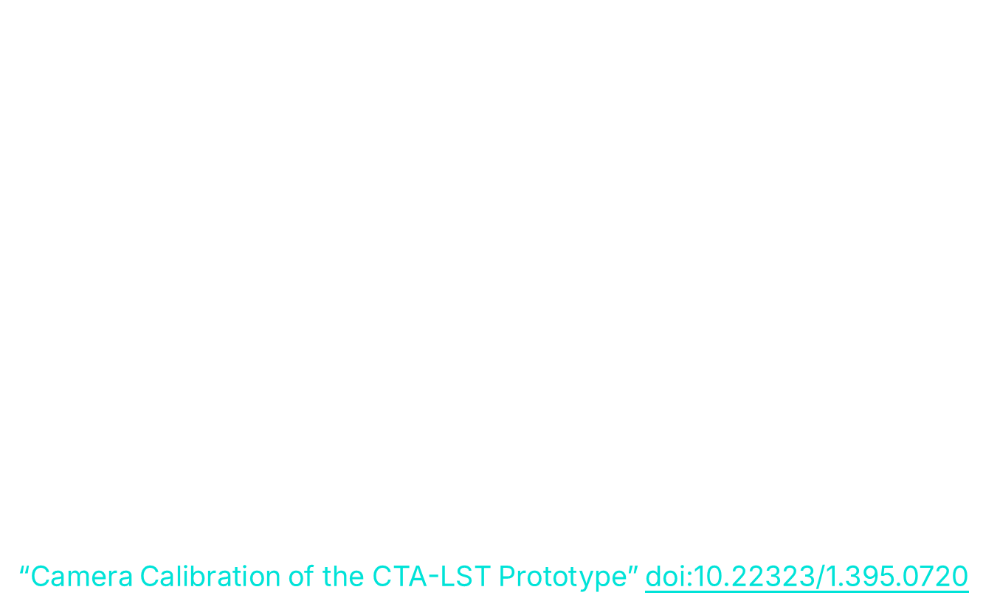 “Camera Calibration of the CTA-LST Prototype” doi:10.22323/1.395.0720